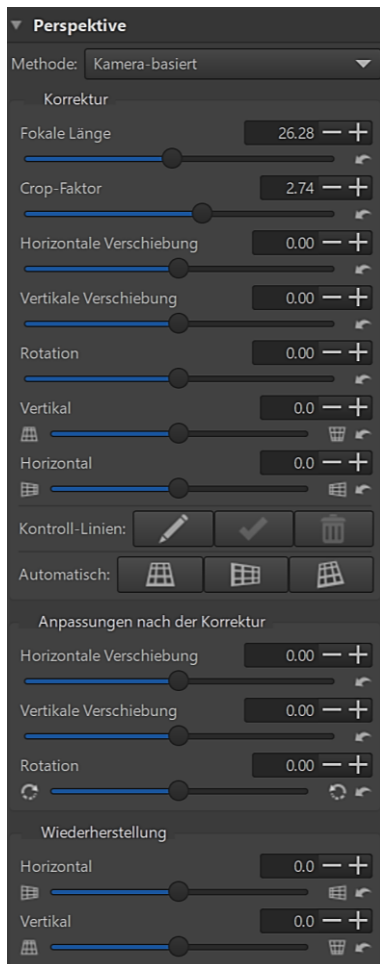 Perspektive
Methode: Kamera-basiert
Korrektur
Fokale Länge 26.28
Crop-Faktor 2.74
Horizontale Verschiebung 0.00
Vertikale Verschiebung 0.00
Rotation 0.00
Vertikal 0.0
Horizontal 0.0
Kontroll-Linien:
Automatisch:
Anpassungen nach der Korrektur
Horizontale Verschiebung 0.00
Vertikale Verschiebung 0.00
Rotation 0.00
Wiederherstellung
Horizontal 0.0
Vertikal 0.0